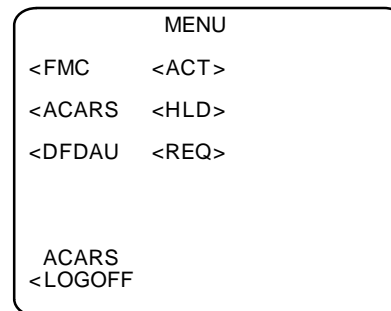 MENU
<FMC <ACT>
<ACARS <HLD>
<DFDAU <REQ>
ACARS
<LOGOFF